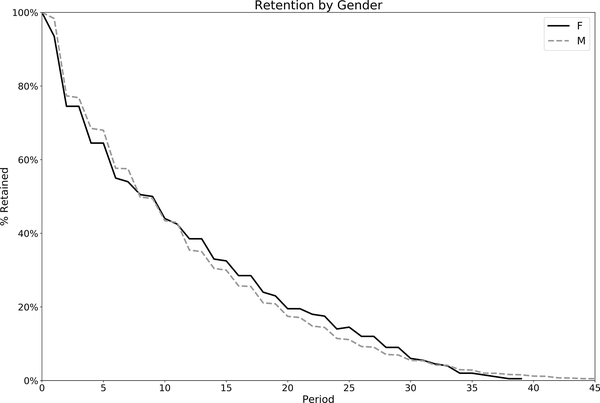 Retention by Gender
100%
80%
60%
40%
20%
0%
% Retained
F
M
0 5 10 15 20 25 30 35 40 45
Period